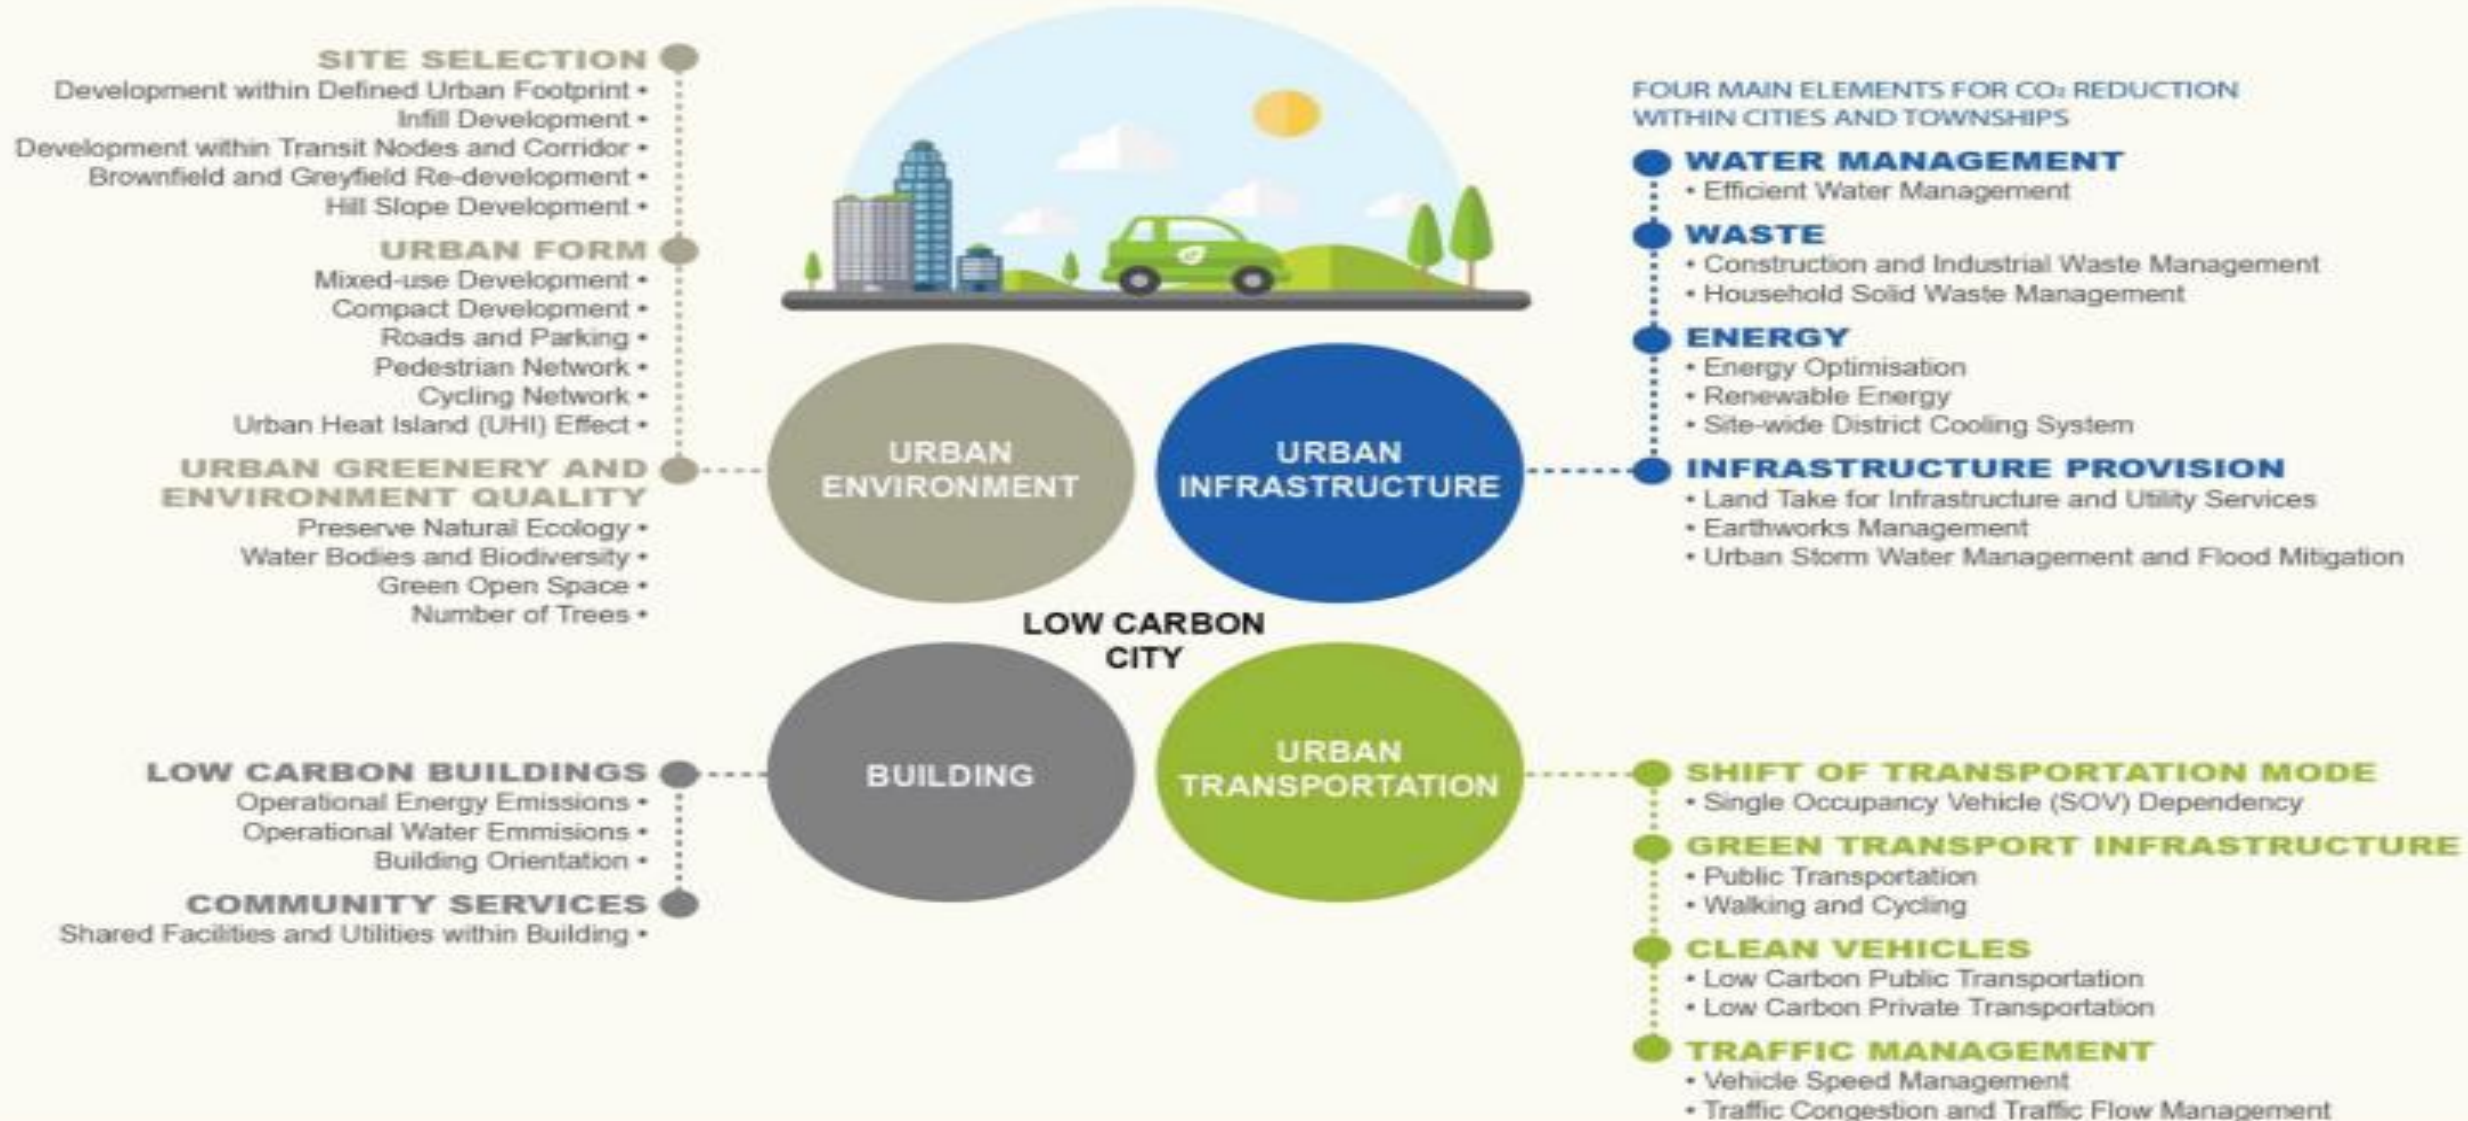 SITE SELECTION
Development within Defined Urban Footprint •
Infill Development •
Development within Transit Nodes and Corridor •
Brownfield and Greyfield Re-development •
Hill Slope Development •
URBAN FORM
Mixed-use Development •
Compact Development •
Roads and Parking •
Pedestrian Network •
Cycling Network •
Urban Heat Island (UHI) Effect •
URBAN GREENERY AND
ENVIRONMENT QUALITY
Preserve Natural Ecology •
Water Bodies and Biodiversity •
Green Open Space •
Number of Trees •
LOW CARBON BUILDINGS
Operational Energy Emissions •
Operational Water Emmisions •
Building Orientation •
COMMUNITY SERVICES
Shared Facilities and Utilities within Building •
URBAN
ENVIRONMENT
URBAN
INFRASTRUCTURE
LOW CARBON
CITY
BUILDING
URBAN
TRANSPORTATION
FOUR MAIN ELEMENTS FOR CO₂ REDUCTION
WITHIN CITIES AND TOWNSHIPS
WATER MANAGEMENT
• Efficient Water Management
WASTE
• Construction and Industrial Waste Management
• Household Solid Waste Management
ENERGY
• Energy Optimisation
• Renewable Energy
• Site-wide District Cooling System
INFRASTRUCTURE PROVISION
• Land Take for Infrastructure and Utility Services
• Earthworks Management
• Urban Storm Water Management and Flood Mitigation
SHIFT OF TRANSPORTATION MODE
• Single Occupancy Vehicle (SOV) Dependency
GREEN TRANSPORT INFRASTRUCTURE
• Public Transportation
• Walking and Cycling
CLEAN VEHICLES
• Low Carbon Public Transportation
• Low Carbon Private Transportation
TRAFFIC MANAGEMENT
• Vehicle Speed Management
• Traffic Congestion and Traffic Flow Management